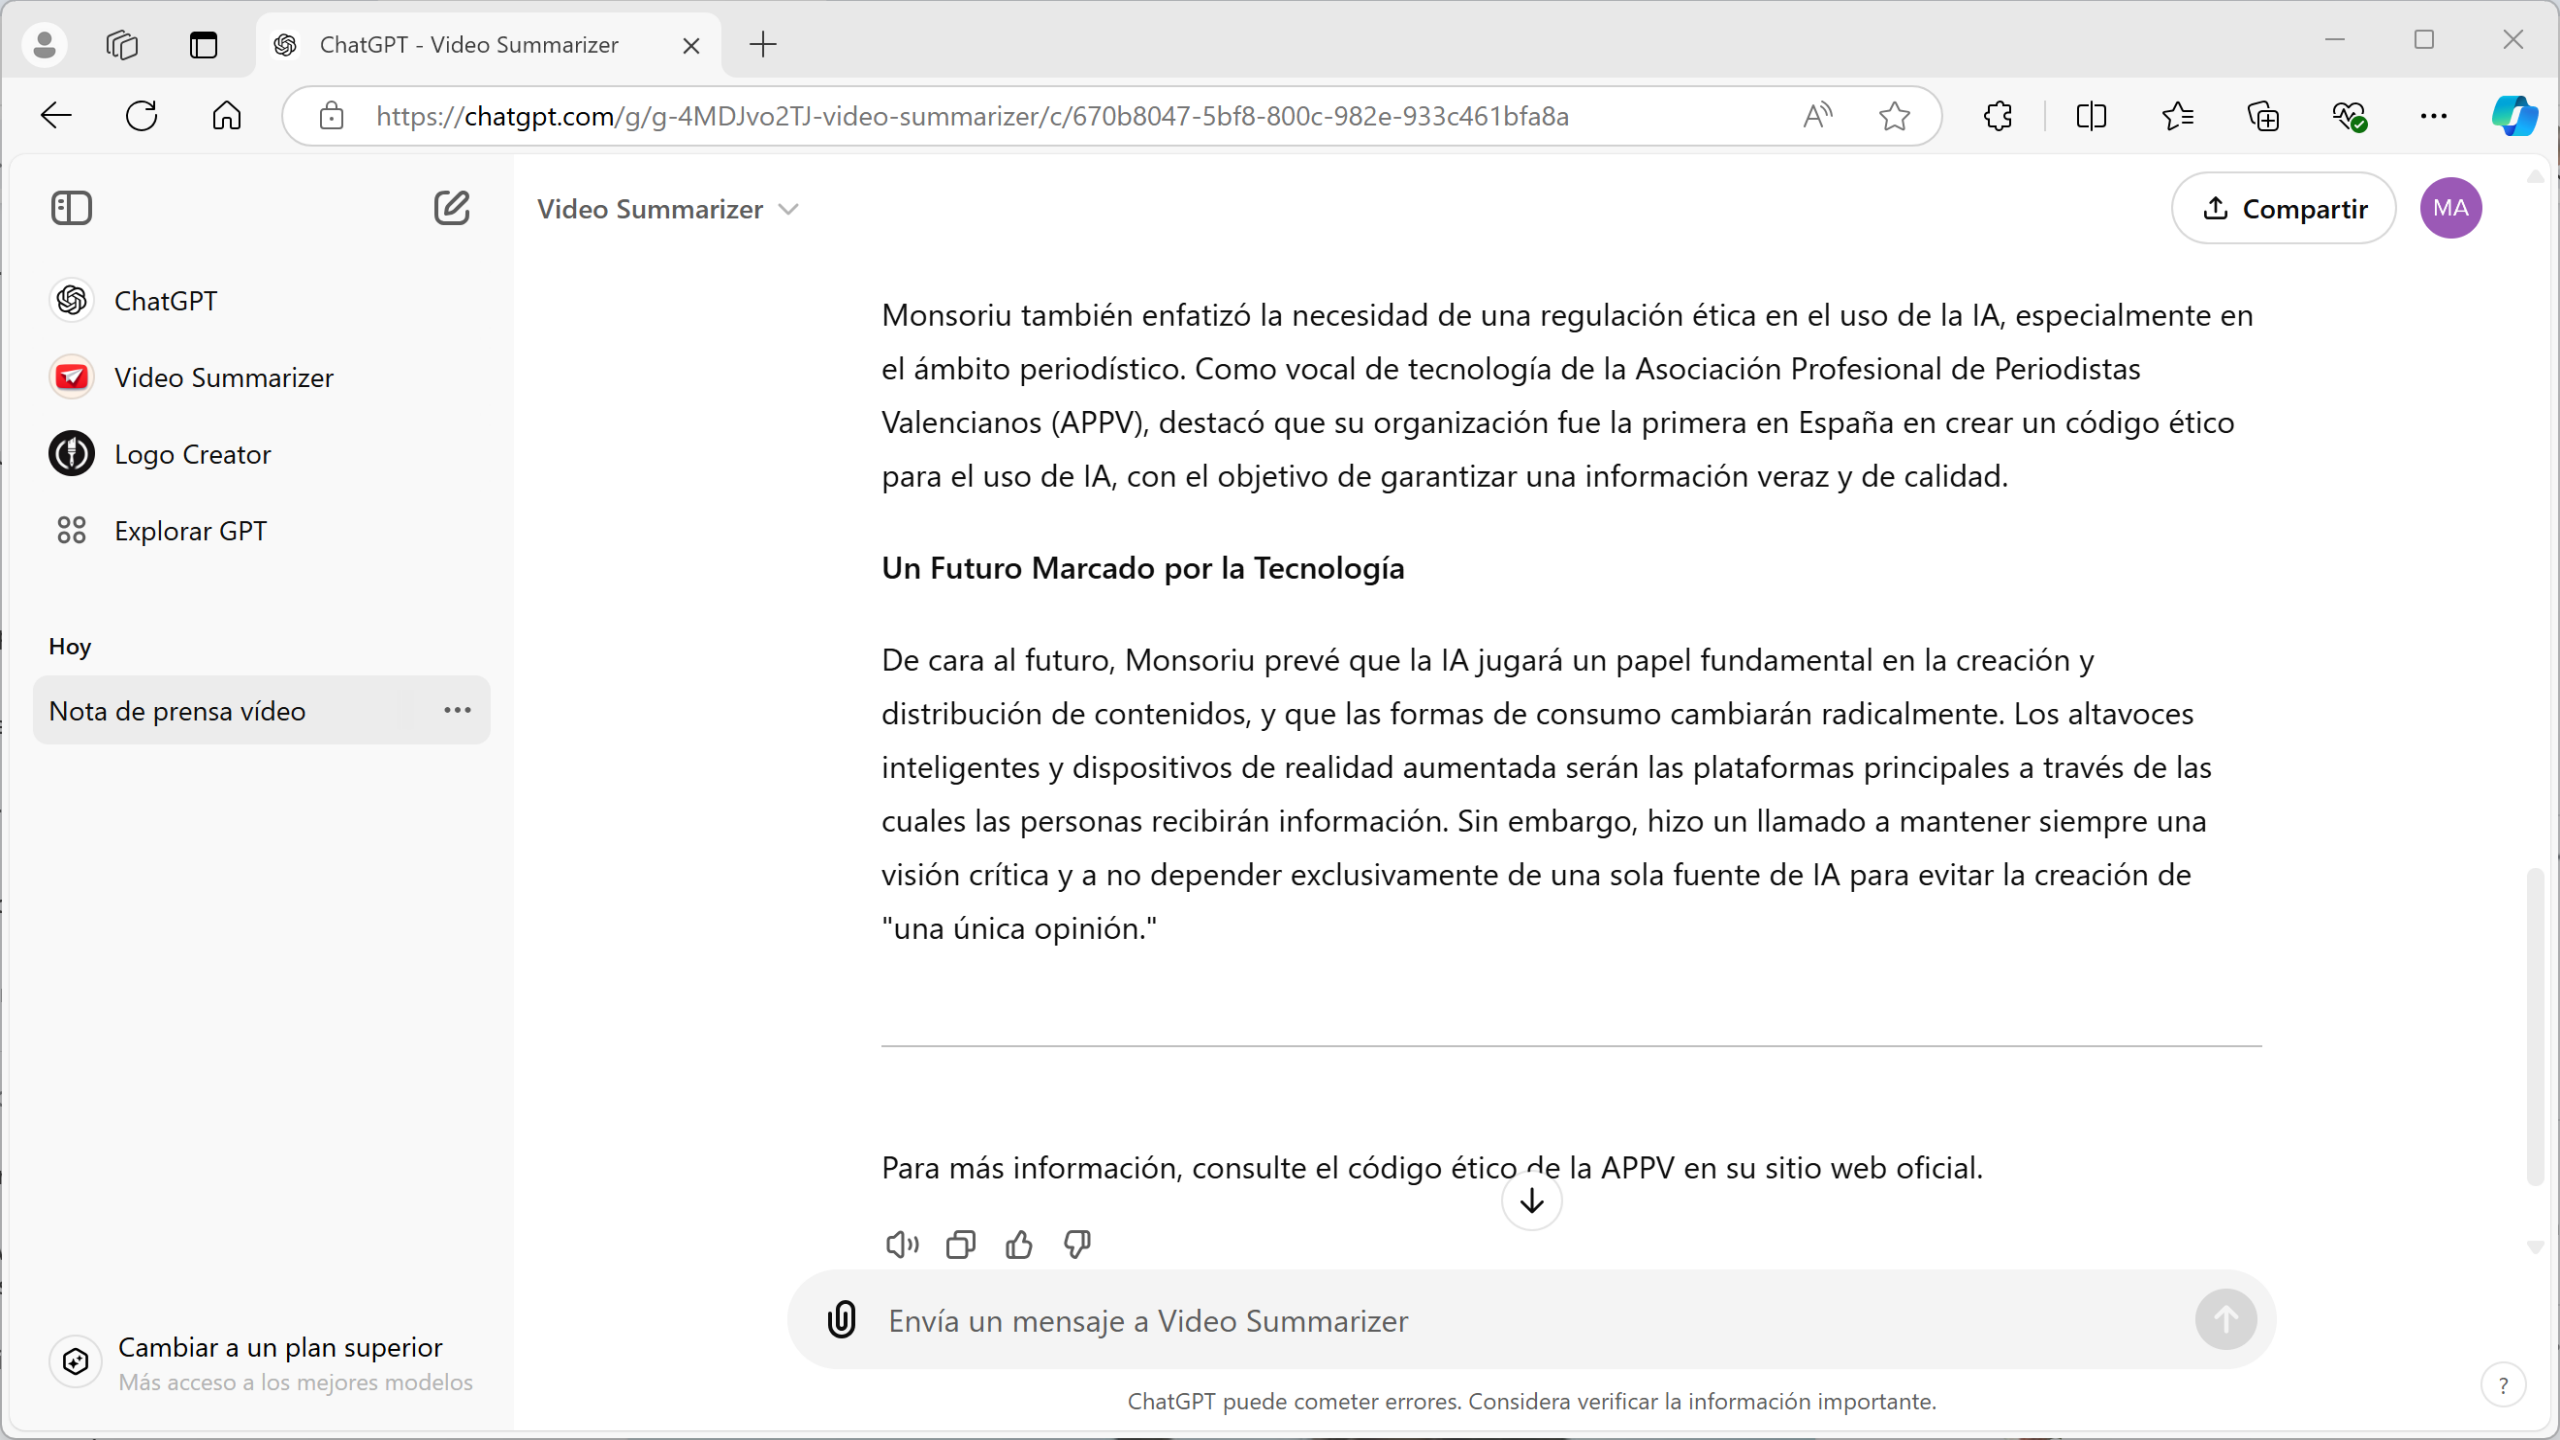 ChatGPT - Video Summarizer
https://chatgpt.com/g/g-4MDJvo2TJ-video-summarizer/c/670b8047-5bf8-800c-982e-933c461bfa8a
Video Summarizer
Compartir
MA
ChatGPT
Video Summarizer
Logo Creator
Explorar GPT
Hoy
Nota de prensa vídeo
Monsoriu también enfatizó la necesidad de una regulación ética en el uso de la IA, especialmente en
el ámbito periodístico. Como vocal de tecnología de la Asociación Profesional de Periodistas
Valencianos (APPV), destacó que su organización fue la primera en España en crear un código ético
para el uso de IA, con el objetivo de garantizar una información veraz y de calidad.
Un Futuro Marcado por la Tecnología
De cara al futuro, Monsoriu prevé que la IA jugará un papel fundamental en la creación y
distribución de contenidos, y que las formas de consumo cambiarán radicalmente. Los altavoces
inteligentes y dispositivos de realidad aumentada serán las plataformas principales a través de las
cuales las personas recibirán información. Sin embargo, hizo un llamado a mantener siempre una
visión crítica y a no depender exclusivamente de una sola fuente de IA para evitar la creación de
"una única opinión."
Para más información, consulte el código ético de la APPV en su sitio web oficial.
Envía un mensaje a Video Summarizer
Cambiar a un plan superior
Más acceso a los mejores modelos
ChatGPT puede cometer errores. Considera verificar la información importante.
?